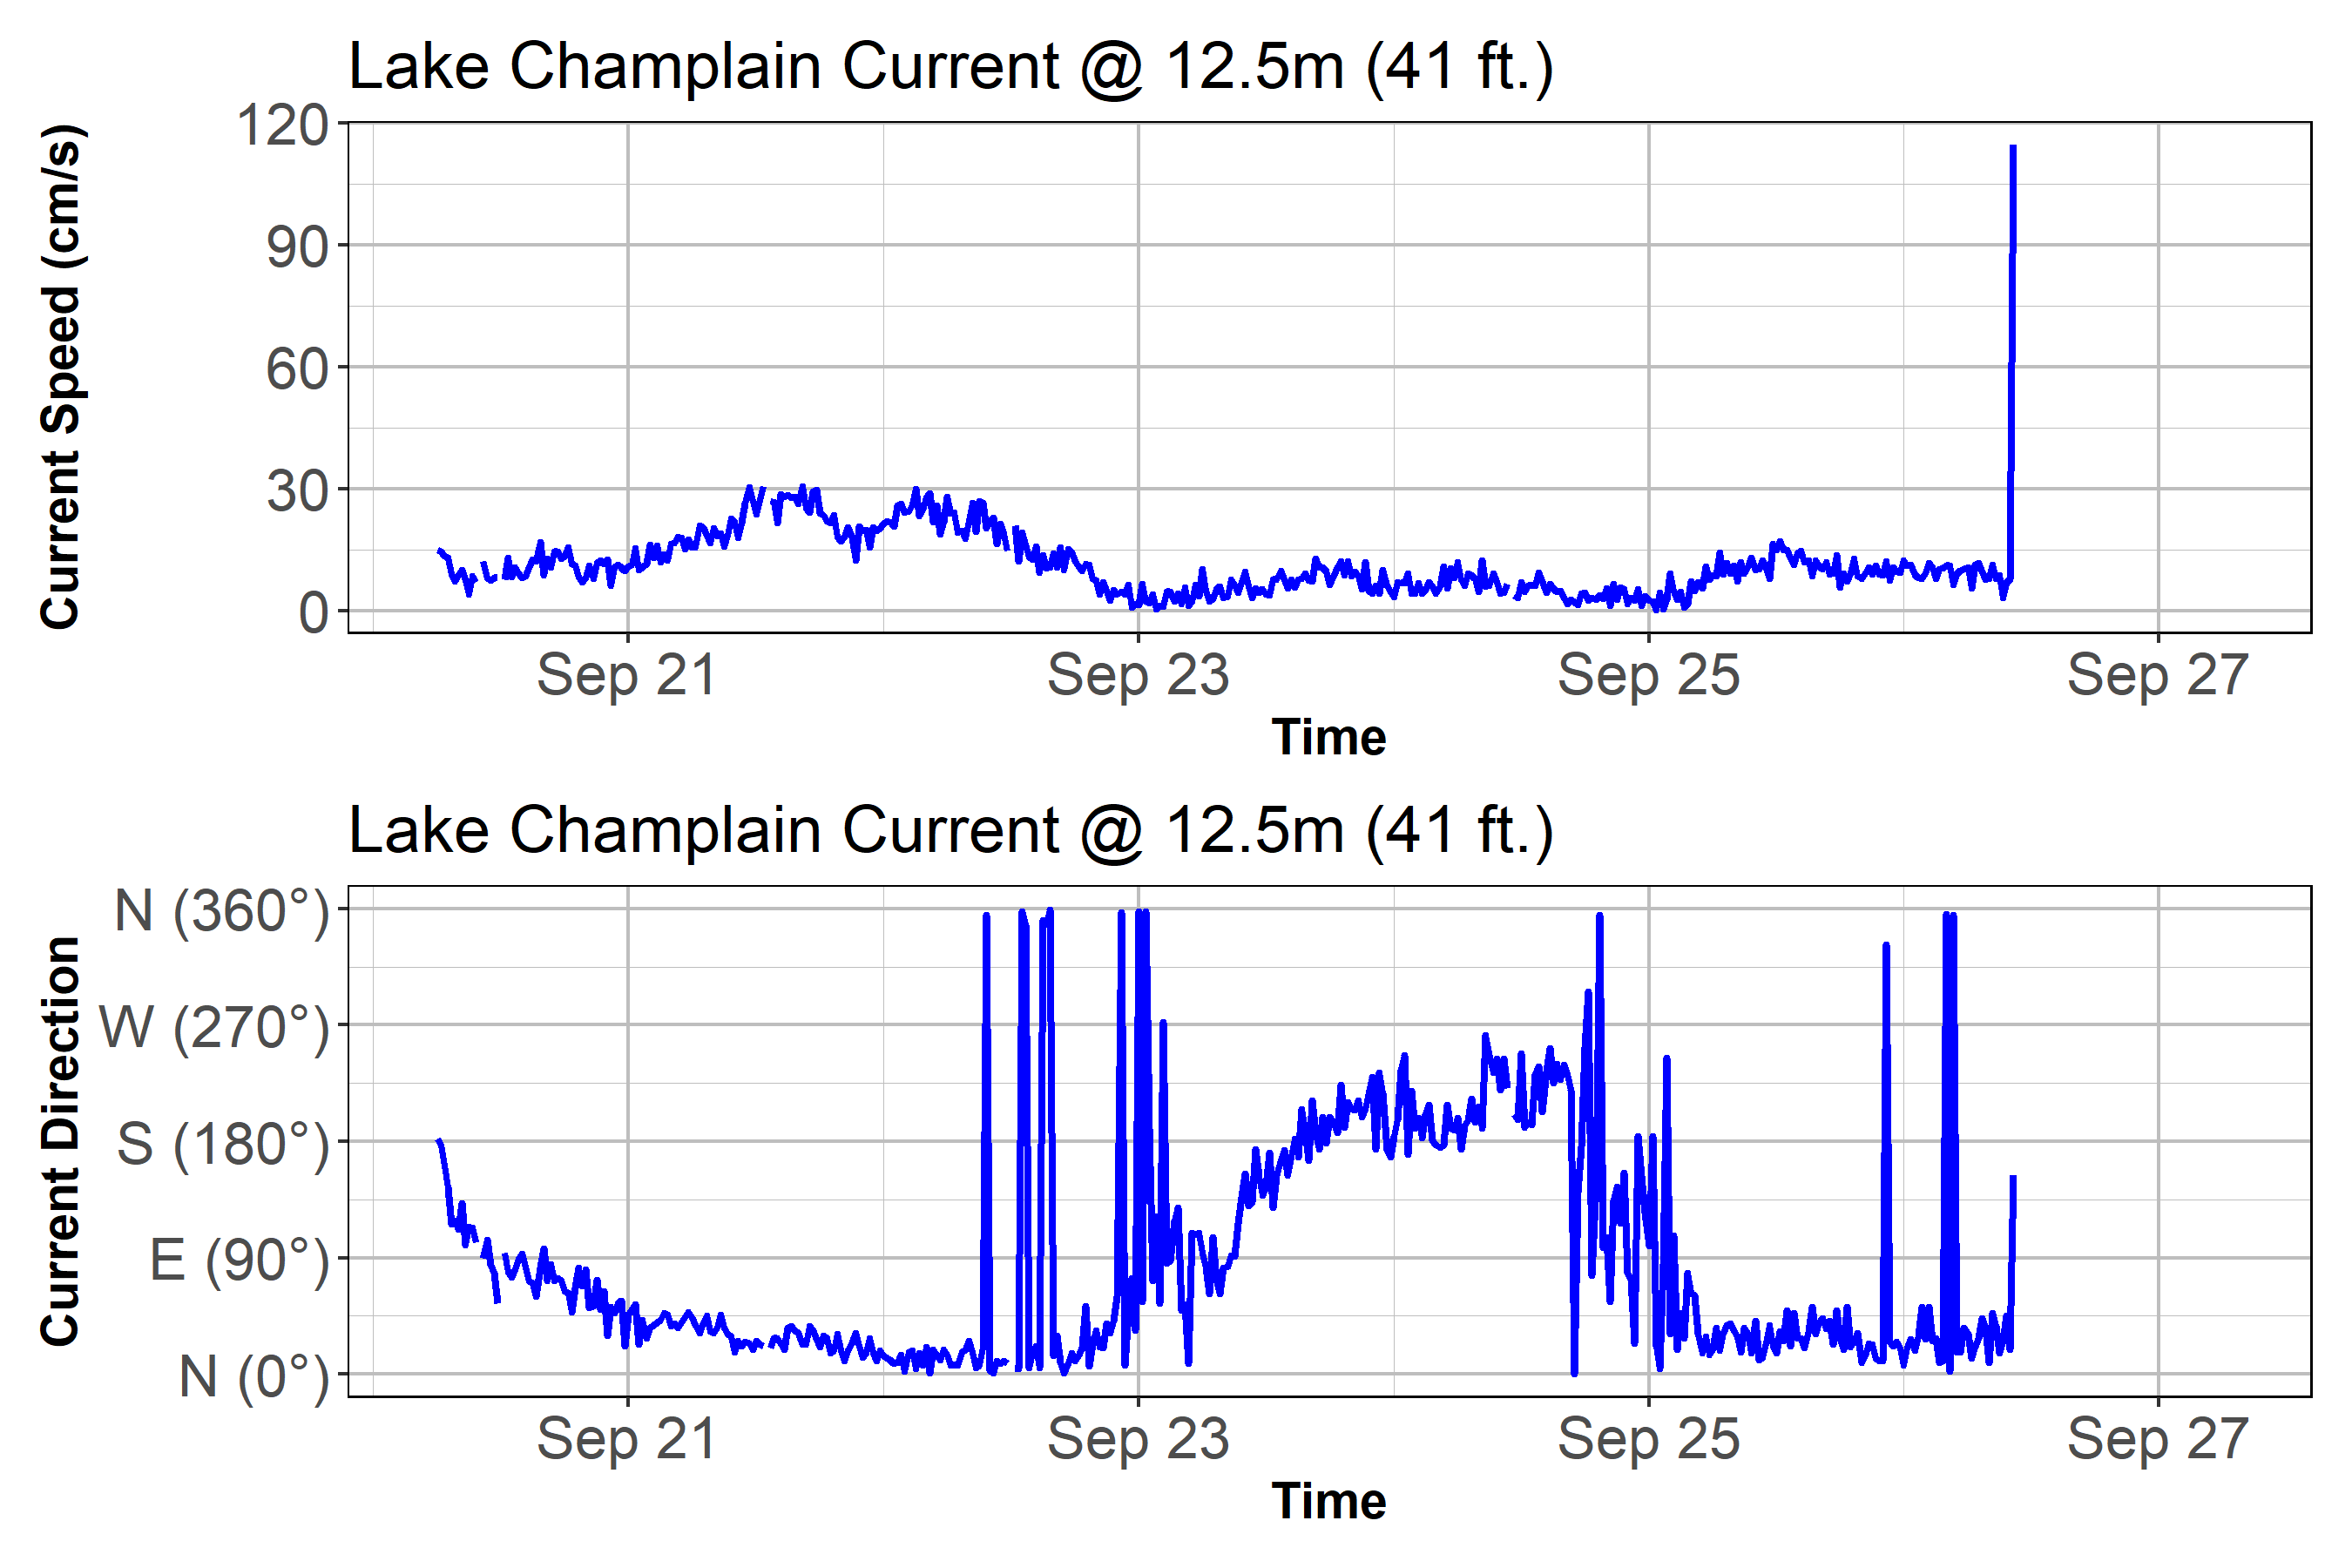 Lake Champlain Current @ 12.5m (41 ft.)
Current Speed (cm/s)
120
90
60
30
0
Sep 21 Sep 23 Sep 25 Sep 27
Time
Lake Champlain Current @ 12.5m (41 ft.)
Current Direction
N (360°)
W (270°)
S (180°)
E (90°)
N (0°)
Sep 21 Sep 23 Sep 25 Sep 27
Time